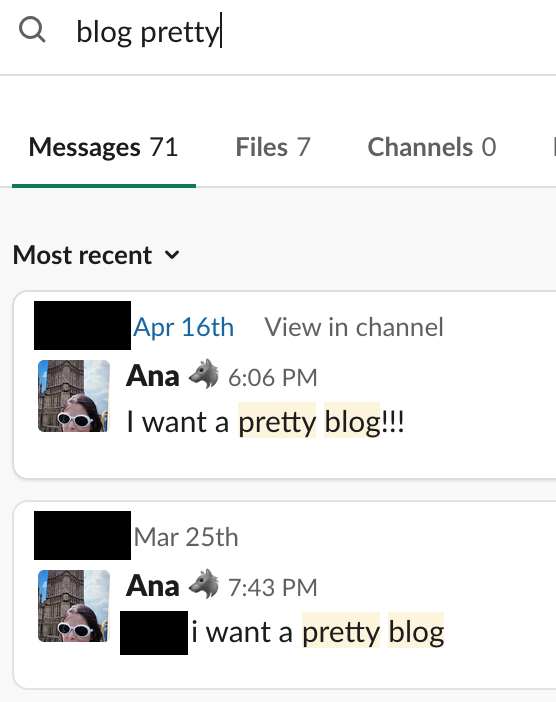 blog pretty
Messages 71 Files 7 Channels 0
Most recent
Apr 16th View in channel
Ana 6:06 PM
I want a pretty blog!!!
Mar 25th
Ana 7:43 PM
i want a pretty blog